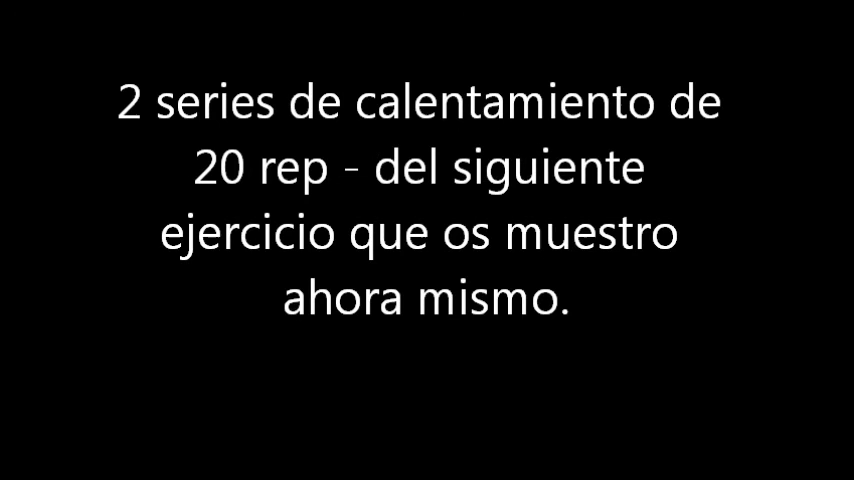 2 series de calentamiento de
20 rep - del siguiente
ejercicio que os muestro
ahora mismo.